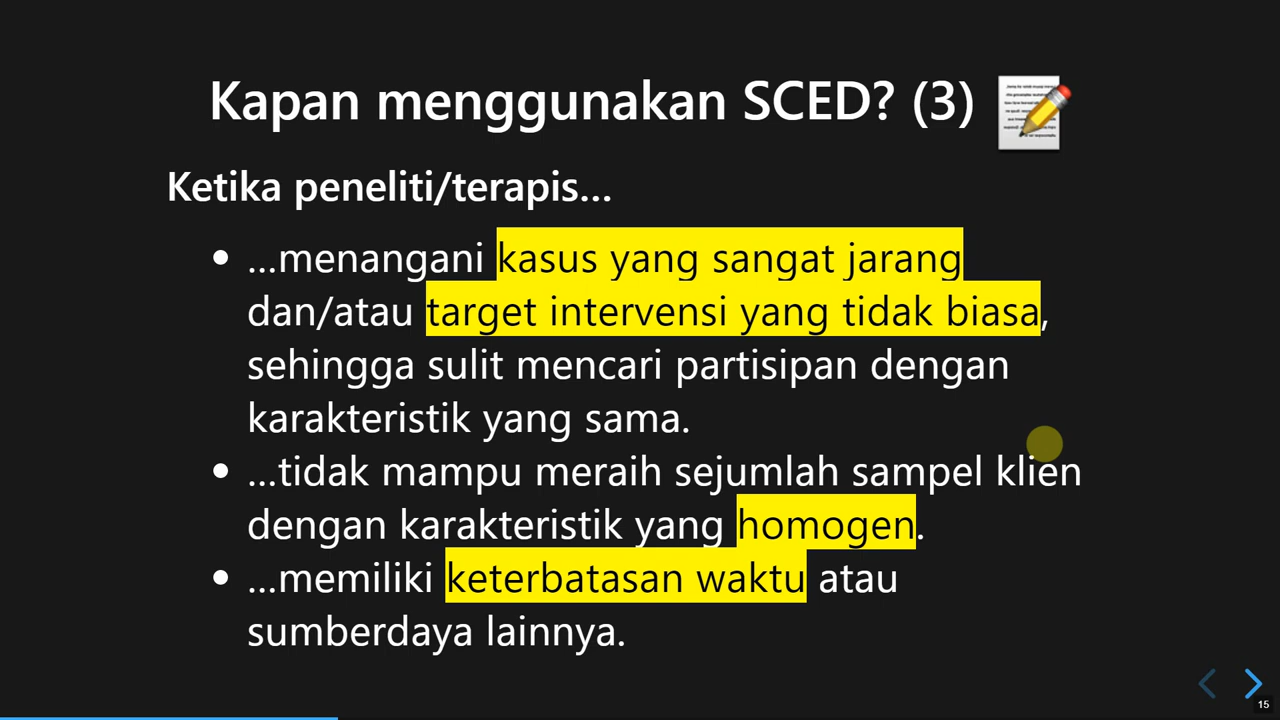 Kapan menggunakan SCED? (3)
Ketika peneliti/terapis...
• ...menangani kasus yang sangat jarang
dan/atau target intervensi yang tidak biasa,
sehingga sulit mencari partisipan dengan
karakteristik yang sama.
• ...tidak mampu meraih sejumlah sampel klien
dengan karakteristik yang homogen.
• ...memiliki keterbatasan waktu atau
sumberdaya lainnya.
15